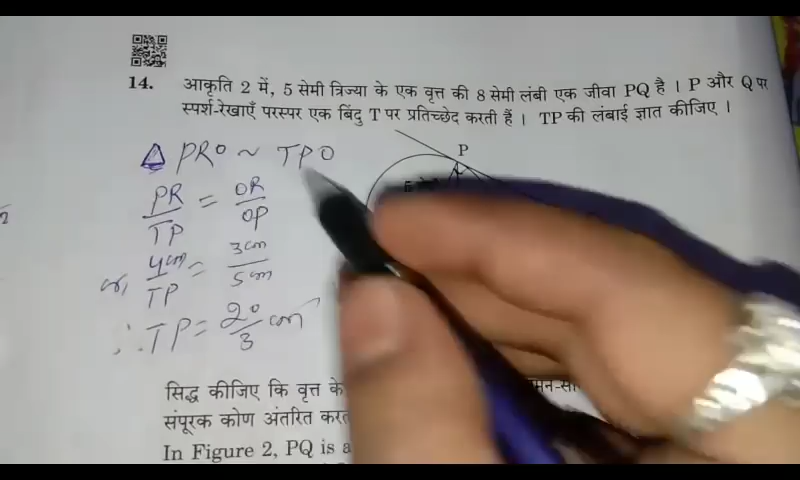 14. आकृति 2 में, 5 सेमी त्रिज्या के एक वृत्त की 8 सेमी लंबी एक जीवा PQ है । P और Q पर
स्पर्श-रेखाएँ परस्पर एक बिंदु T पर प्रतिच्छेद करती हैं । TP की लंबाई ज्ञात कीजिए ।
△ PRO ~ TPO
P
PR/TP = OR/OP
or, 4cm/TP = 3cm/5cm
∴ TP = 20/3 cm
सिद्ध कीजिए कि वृत्त के
संपूरक कोण अंतरित करत
In Figure 2, PQ is a